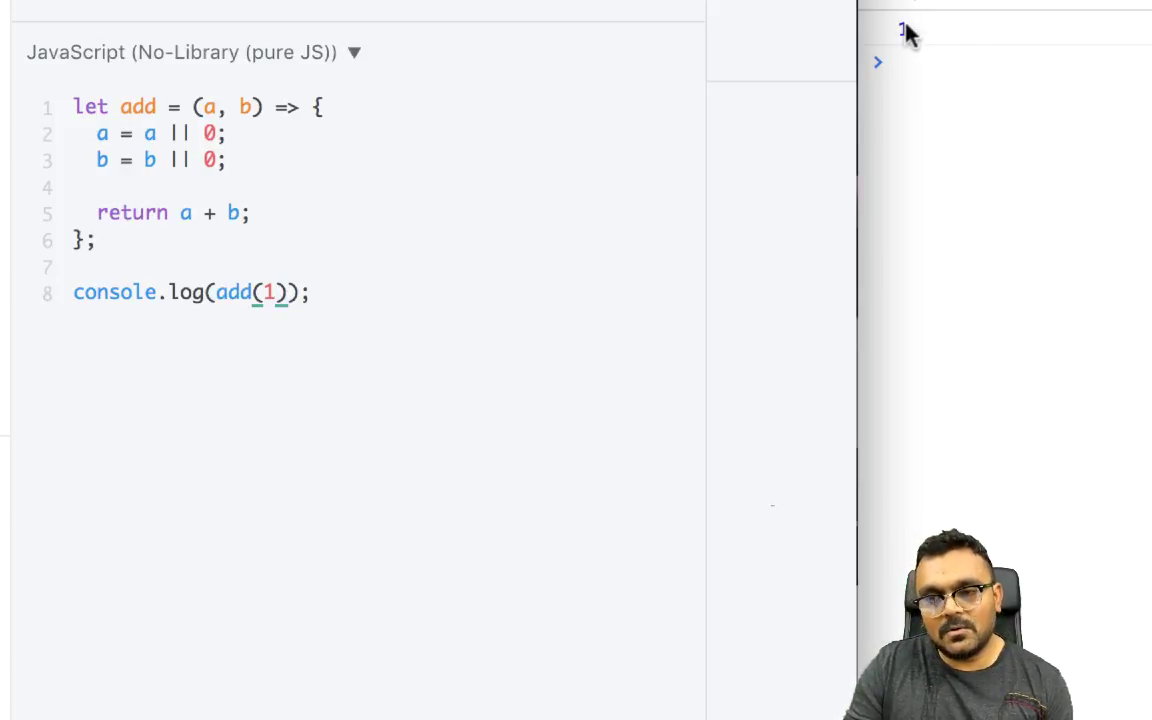 JavaScript (No-Library (pure JS)) ▼
1 let add = (a, b) => {
2 a = a || 0;
3 b = b || 0;
4
5 return a + b;
6 };
7
8 console.log(add(1));
1
>